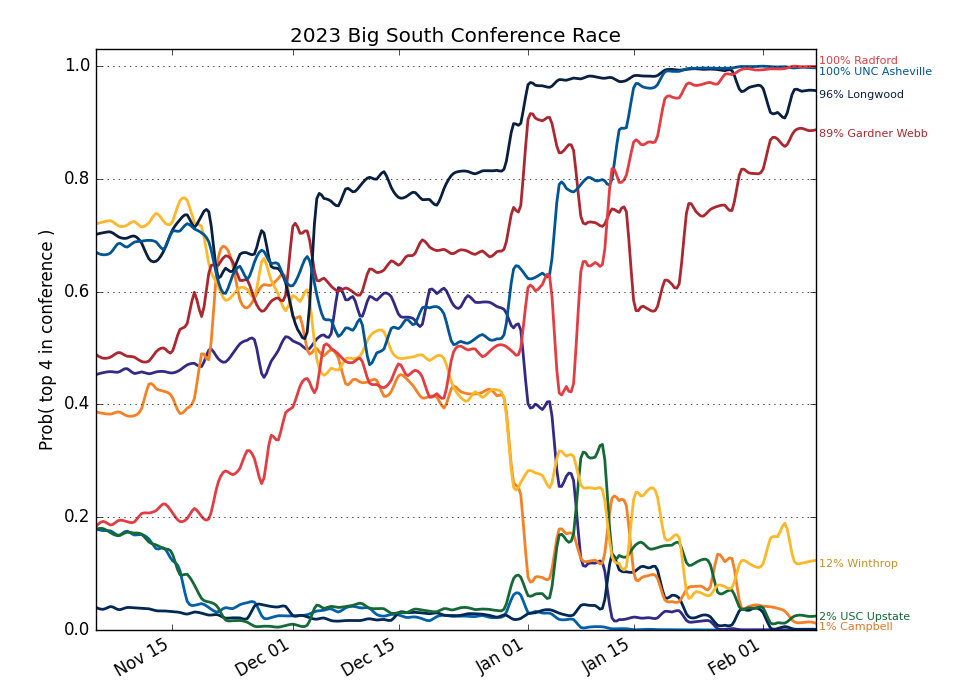 2023 Big South Conference Race
Prob( top 4 in conference )
1.0
0.8
0.6
0.4
0.2
0.0
Nov 15
Dec 01
Dec 15
Jan 01
Jan 15
Feb 01
100% Radford
100% UNC Asheville
96% Longwood
89% Gardner Webb
12% Winthrop
2% USC Upstate
1% Campbell